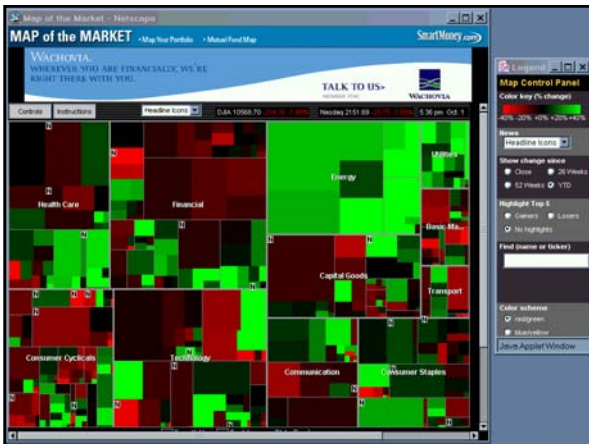 Map of the Market - Netscape
MAP of the MARKET • Map Your Portfolio • Mutual Fund Map SmartMoney.com
WACHOVIA.
WHEREVER YOU ARE FINANCIALLY, WE'RE
RIGHT THERE WITH YOU.
TALK TO US>
WACHOVIA
Controls Instructions Headline Icons DJIA 10568.70 Nasdaq 2151.69 5:36 pm Oct. 1
Health Care
Financial
Energy
Utilities
Basic Ma...
Capital Goods
Transport
Consumer Cyclicals
Technology
Communication
Consumer Staples
Legend
Map Control Panel
Color key (% change)
-40% -20% +0% +20% +40%
News
Headline Icons
Show change since
Close 26 Weeks
52 Weeks YTD
Highlight Top 5
Gainers Losers
No highlights
Find (name or ticker)
Color scheme
red/green
blue/yellow
Java Applet Window